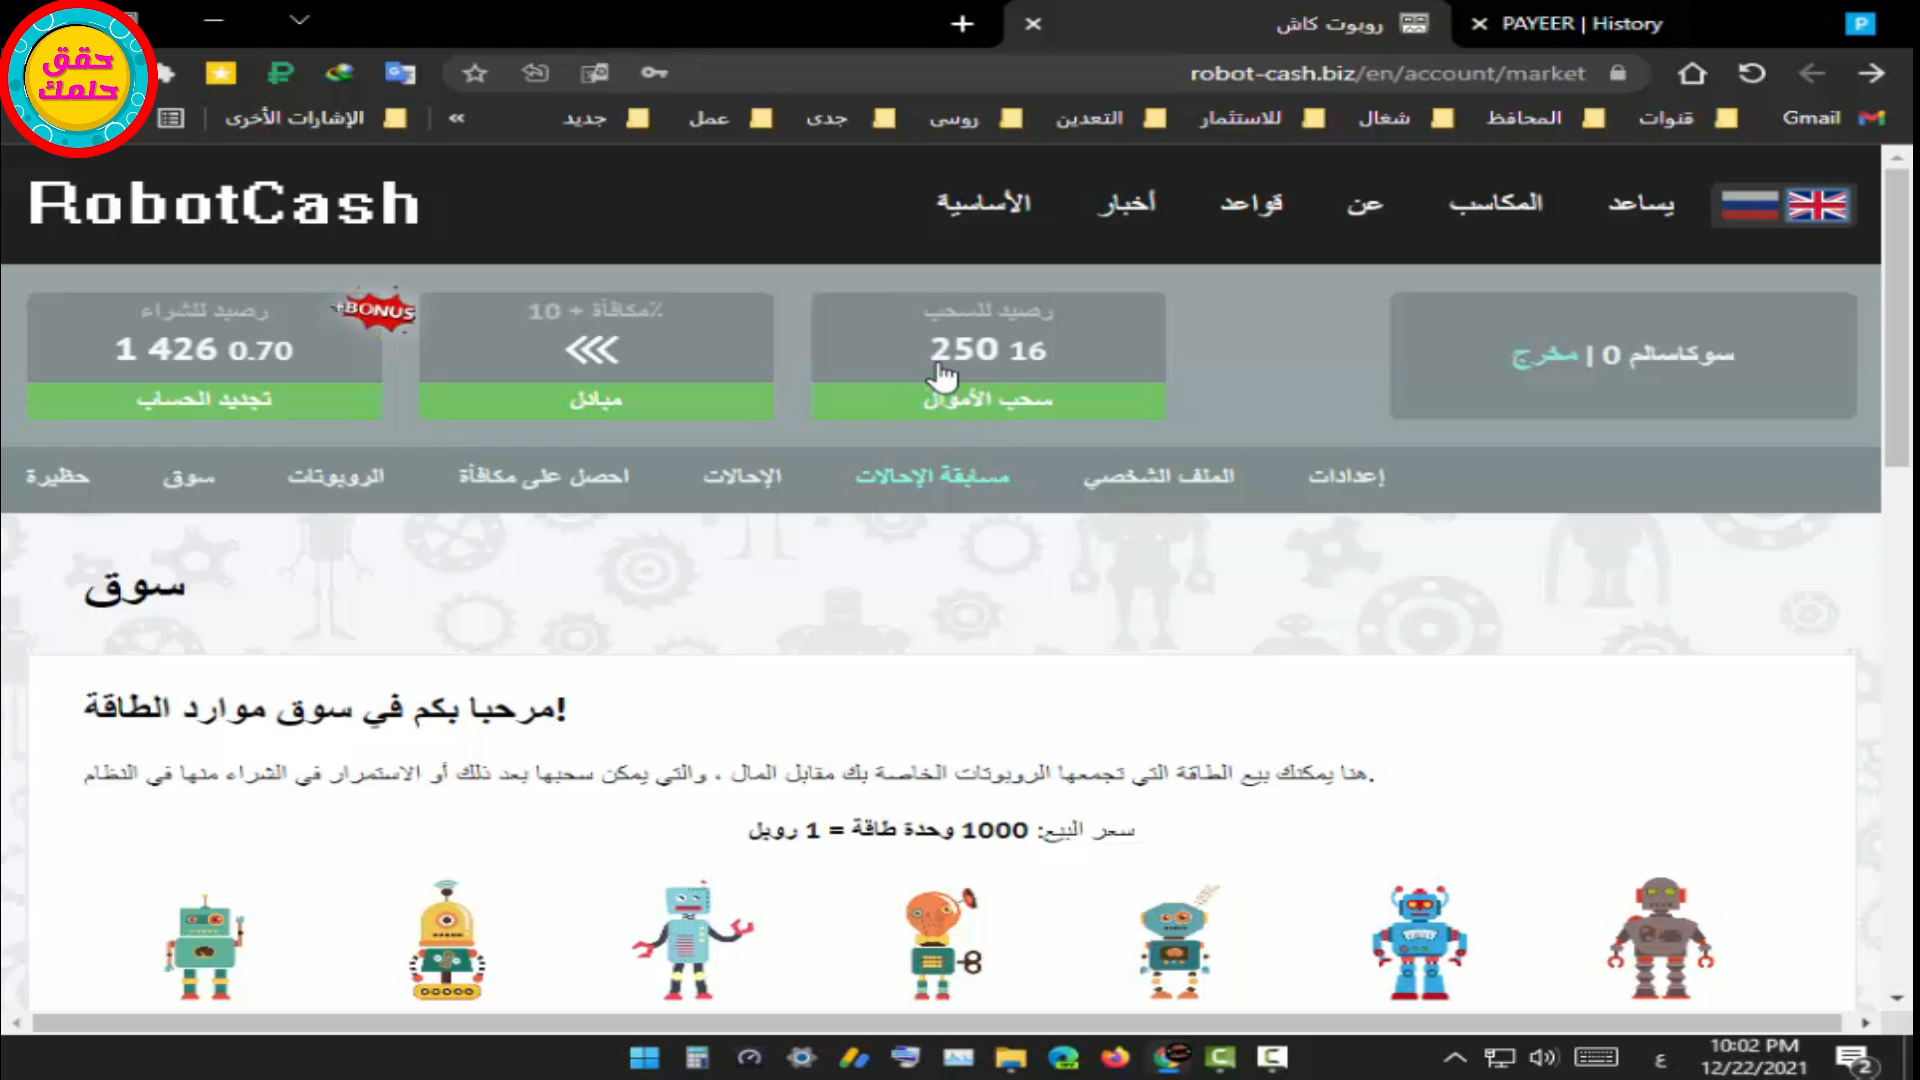 حقق
حلمك
روبوت كاش
PAYEER | History
P
robot-cash.biz/en/account/market
الإشارات الأخرى
»
جديد
عمل
جدى
روسى
التعدين
للاستثمار
شغال
المحافظ
قنوات
Gmail
RobotCash
الأساسية
أخبار
قواعد
عن
المكاسب
يساعد
رصيد للشراء
+BONUS
1 426 0.70
تجديد الحساب
٪مكافأة + 10
مبادل
رصيد للسحب
250 16
سحب الأموال
سوكاسالم 0 | مخرج
حظيرة
سوق
الروبوتات
احصل على مكافأة
الإحالات
مسابقة الإحالات
الملف الشخصي
إعدادات
سوق
مرحبا بكم في سوق موارد الطاقة!
هنا يمكنك بيع الطاقة التي تجمعها الروبوتات الخاصة بك مقابل المال ، والتي يمكن سحبها بعد ذلك أو الاستمرار في الشراء منها في النظام.
سعر البيع: 1000 وحدة طاقة = 1 روبل
ع
10:02 PM
12/22/2021
2